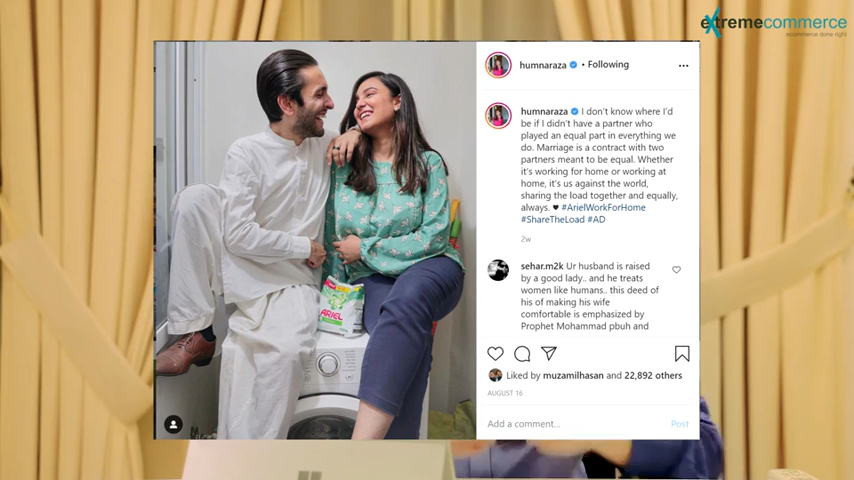 extremecommerce
ecommerce done right
humnaraza • Following
humnaraza I don't know where I'd
be if I didn't have a partner who
played an equal part in everything we
do. Marriage is a contract with two
partners meant to be equal. Whether
it's working for home or working at
home, it's us against the world,
sharing the load together and equally,
always. ♥ #ArielWorkForHome
#ShareTheLoad #AD
2w
sehar.m2k Ur husband is raised
by a good lady.. and he treats
women like humans.. this deed of
his of making his wife
comfortable is emphasized by
Prophet Mohammad pbuh and
ARIEL
Liked by muzamilhasan and 22,892 others
AUGUST 16
Add a comment... Post